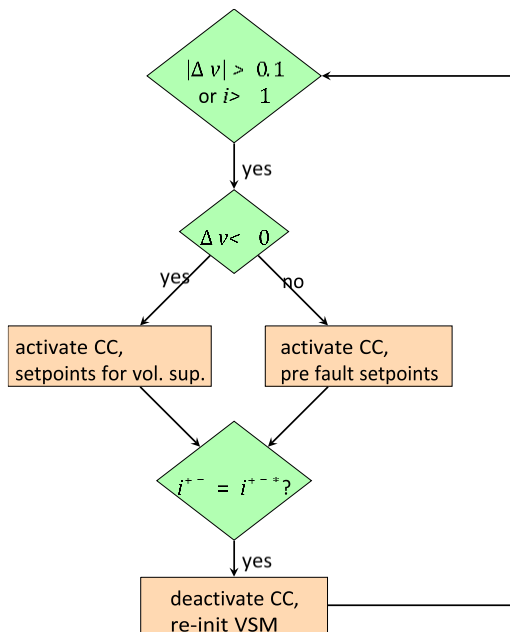 |Δ v| > 0.1
or i> 1
yes
Δ v< 0
yes
no
activate CC,
setpoints for vol. sup.
activate CC,
pre fault setpoints
i⁺⁻ = i⁺⁻*?
yes
deactivate CC,
re-init VSM